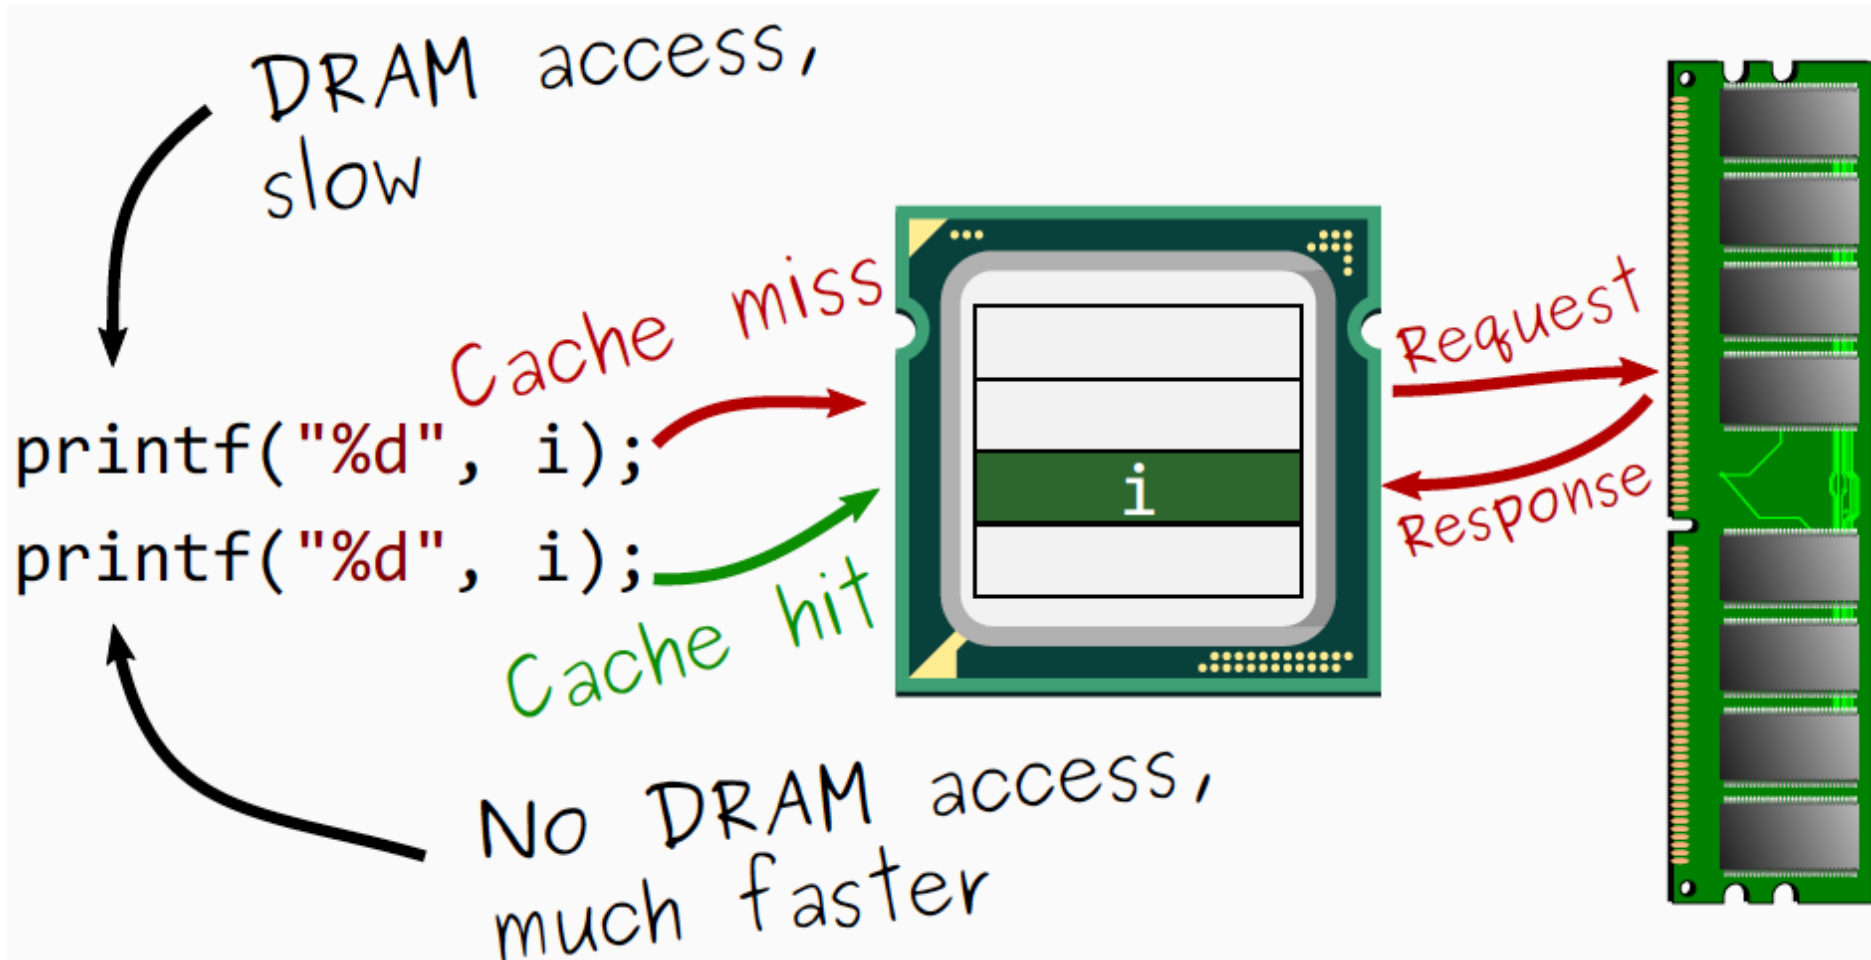 DRAM access,
slow
Cache miss
Request
printf("%d", i);
i
Response
printf("%d", i);
Cache hit
No DRAM access,
much faster